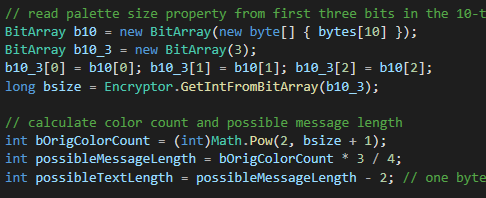 // read palette size property from first three bits in the 10-t
BitArray b10 = new BitArray(new byte[] { bytes[10] });
BitArray b10_3 = new BitArray(3);
b10_3[0] = b10[0]; b10_3[1] = b10[1]; b10_3[2] = b10[2];
long bsize = Encryptor.GetIntFromBitArray(b10_3);
// calculate color count and possible message length
int bOrigColorCount = (int)Math.Pow(2, bsize + 1);
int possibleMessageLength = bOrigColorCount * 3 / 4;
int possibleTextLength = possibleMessageLength - 2; // one byte